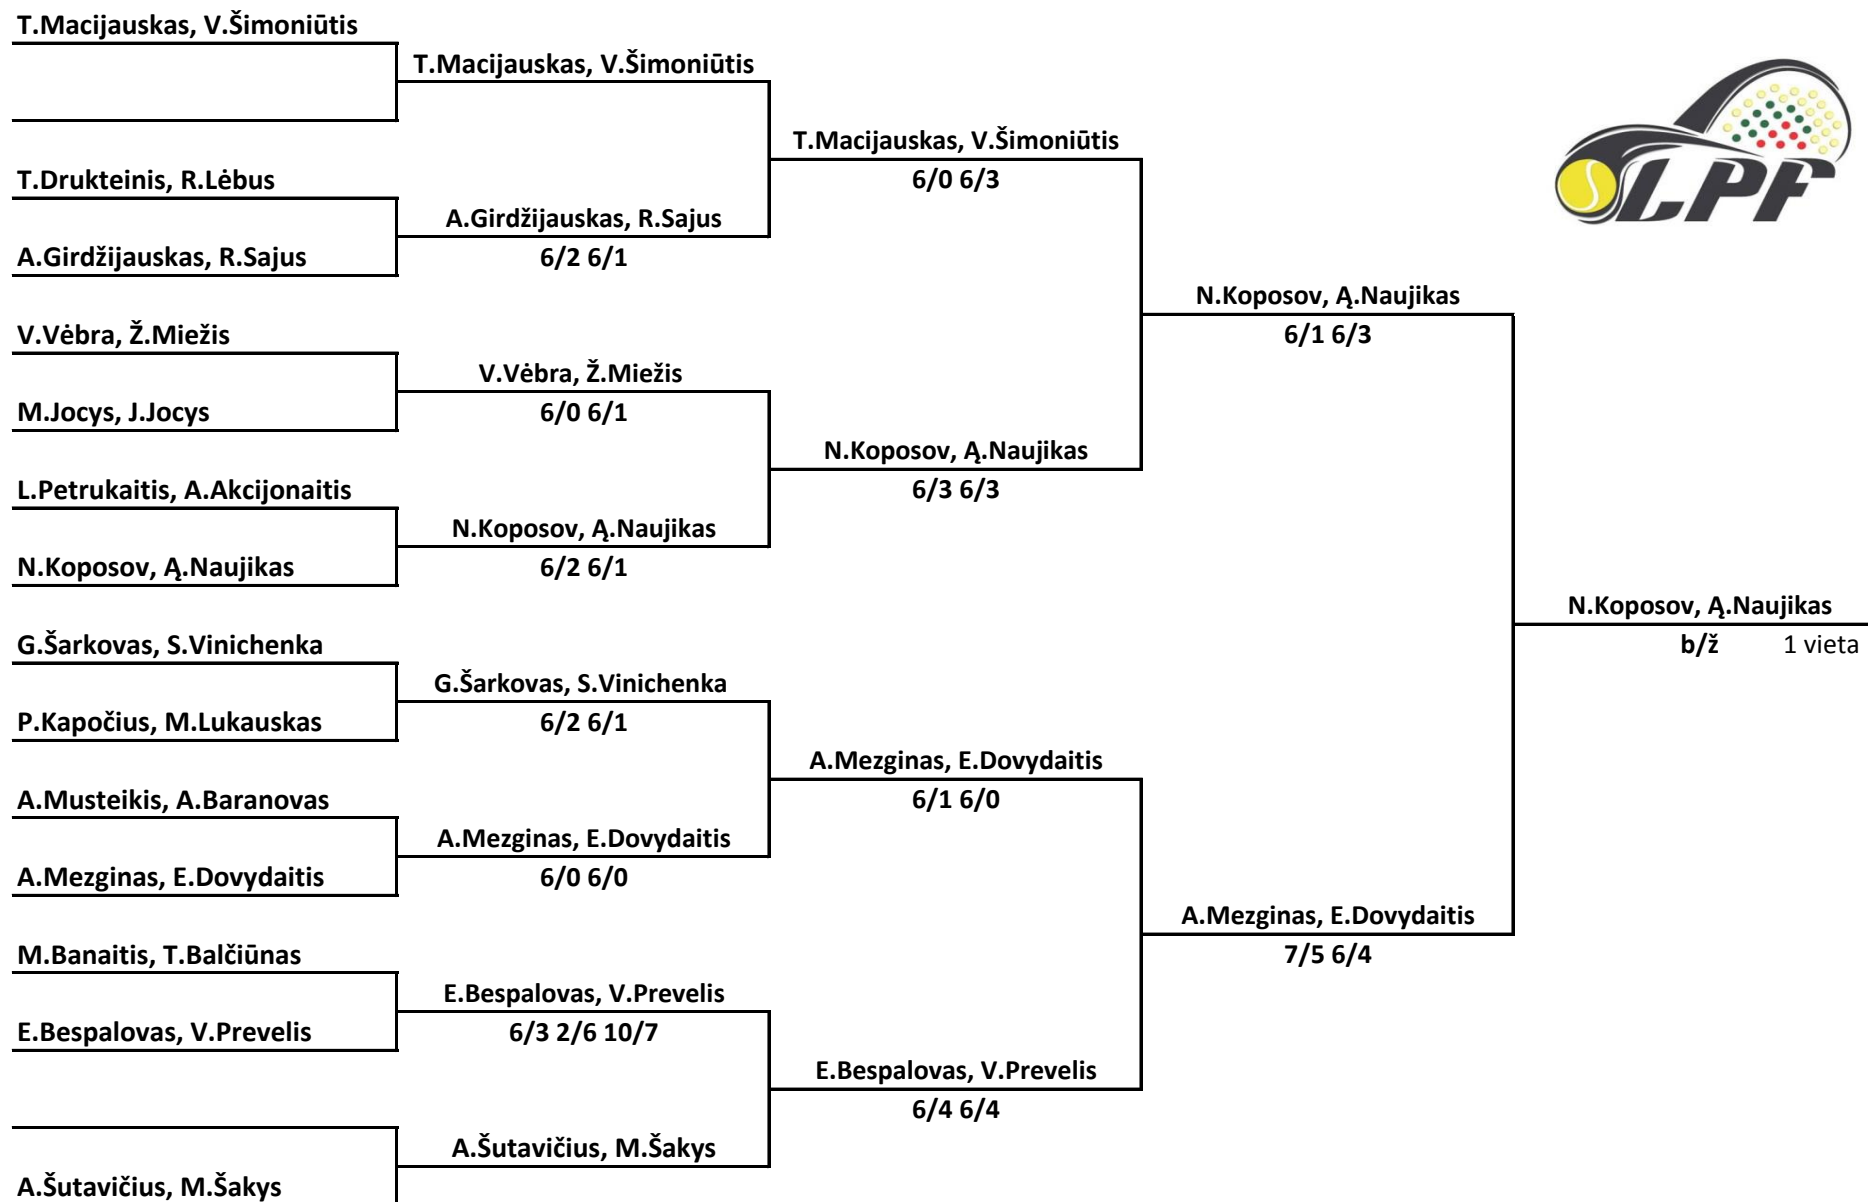 T.Macijauskas, V.Šimoniūtis
T.Macijauskas, V.Šimoniūtis
T.Macijauskas, V.Šimoniūtis
T.Drukteinis, R.Lėbus
6/0 6/3
A.Girdžijauskas, R.Sajus
A.Girdžijauskas, R.Sajus
6/2 6/1
LPF
N.Koposov, Ą.Naujikas
V.Vėbra, Ž.Miežis
6/1 6/3
V.Vėbra, Ž.Miežis
M.Jocys, J.Jocys
6/0 6/1
N.Koposov, Ą.Naujikas
L.Petrukaitis, A.Akcijonaitis
6/3 6/3
N.Koposov, Ą.Naujikas
N.Koposov, Ą.Naujikas
6/2 6/1
N.Koposov, Ą.Naujikas
G.Šarkovas, S.Vinichenka
b/ž 1 vieta
G.Šarkovas, S.Vinichenka
P.Kapočius, M.Lukauskas
6/2 6/1
A.Mezginas, E.Dovydaitis
A.Musteikis, A.Baranovas
6/1 6/0
A.Mezginas, E.Dovydaitis
A.Mezginas, E.Dovydaitis
6/0 6/0
A.Mezginas, E.Dovydaitis
M.Banaitis, T.Balčiūnas
7/5 6/4
E.Bespalovas, V.Prevelis
E.Bespalovas, V.Prevelis
6/3 2/6 10/7
E.Bespalovas, V.Prevelis
6/4 6/4
A.Šutavičius, M.Šakys
A.Šutavičius, M.Šakys